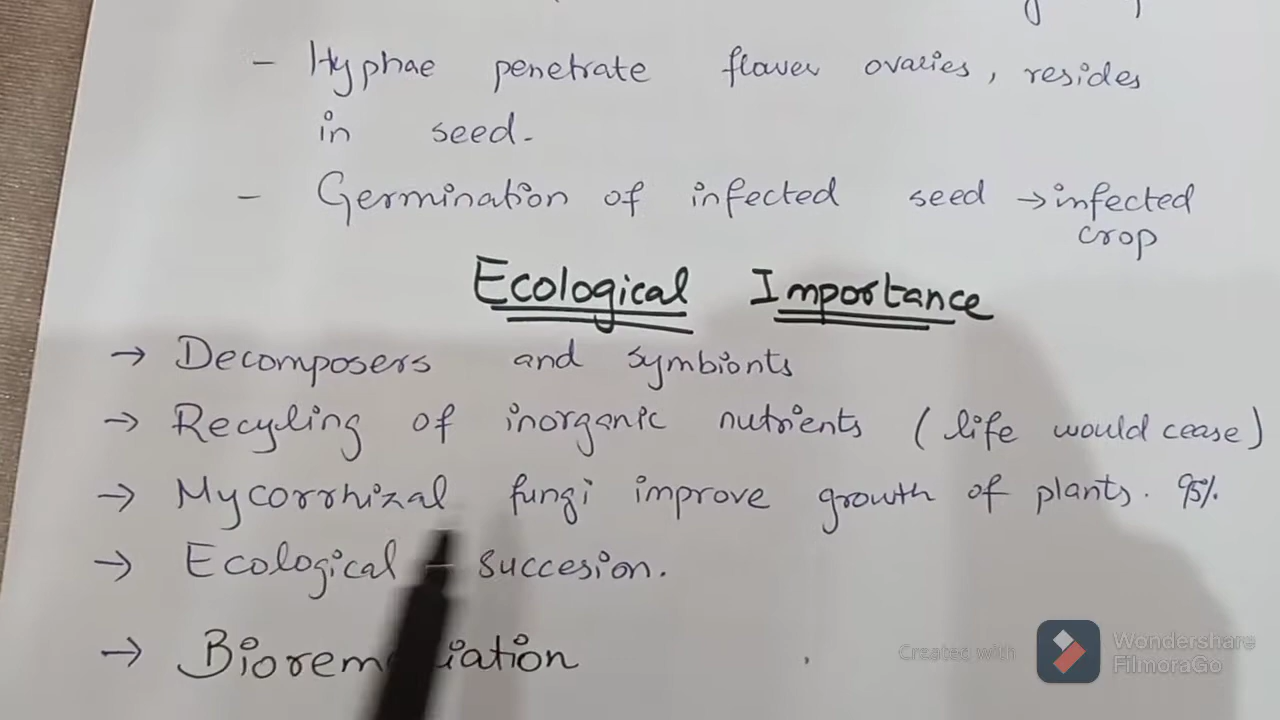 - Hyphae penetrate flower ovaries, resides
in seed.
- Germination of infected seed → infected
crop
Ecological Importance
→ Decomposers and symbionts
→ Recyling of inorganic nutrients (life would cease)
→ Mycorrhizal fungi improve growth of plants. 95%
→ Ecological - succesion.
→
Created with
Wondershare
FilmoraGo